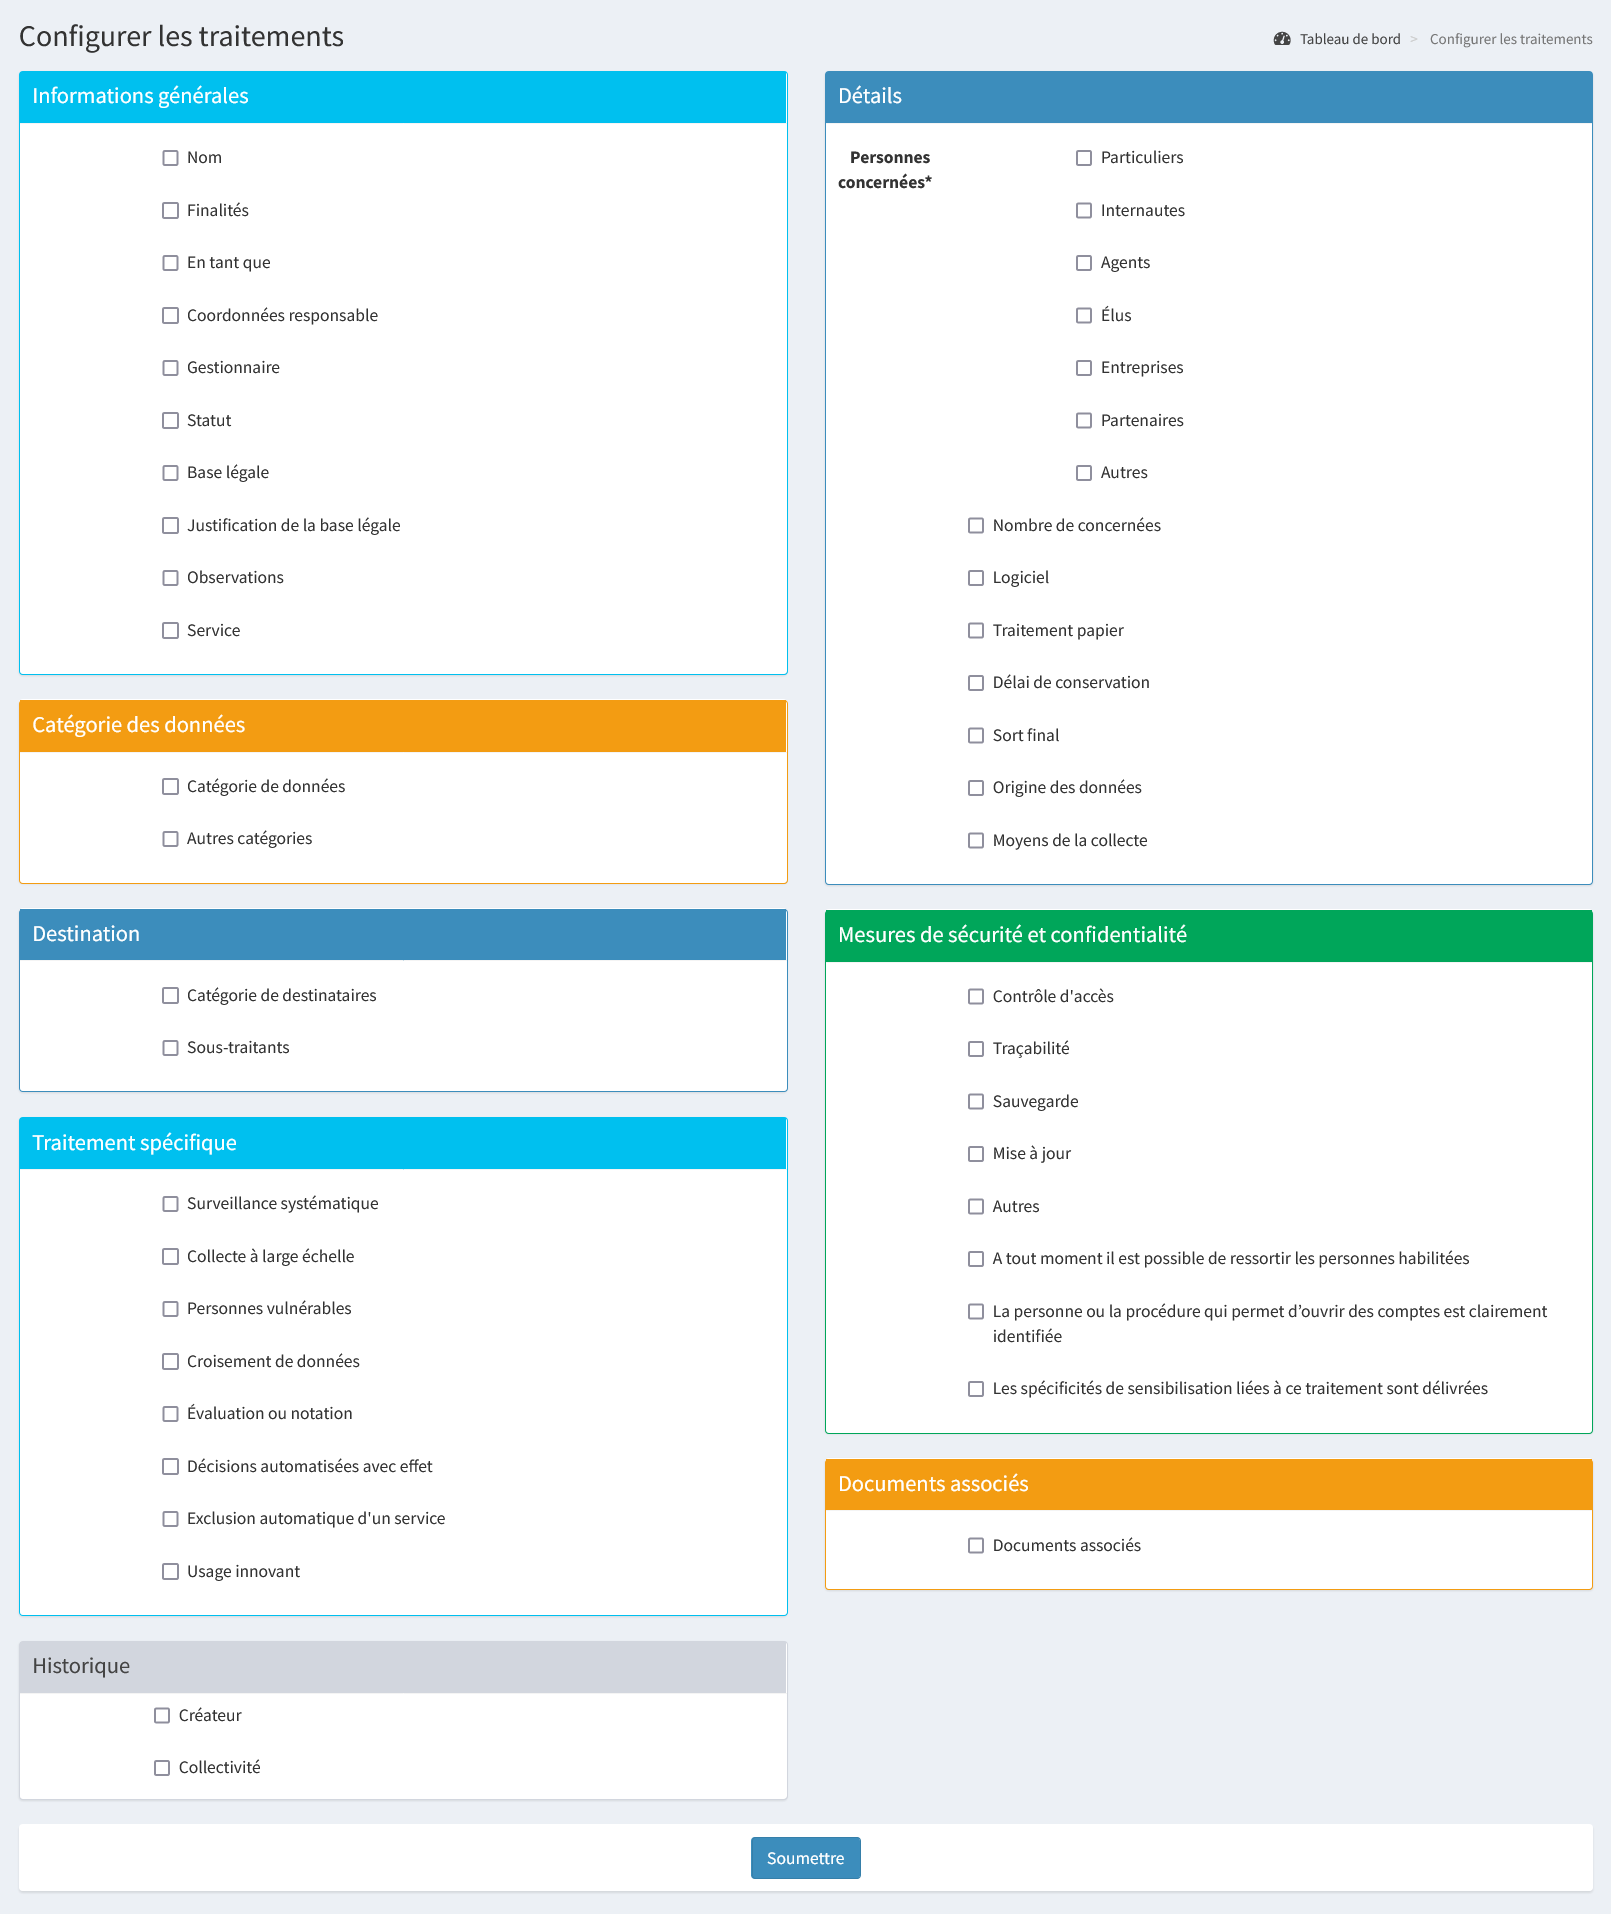 Configurer les traitements
Tableau de bord > Configurer les traitements
Informations générales
Nom
Finalités
En tant que
Coordonnées responsable
Gestionnaire
Statut
Base légale
Justification de la base légale
Observations
Service
Catégorie des données
Catégorie de données
Autres catégories
Destination
Catégorie de destinataires
Sous-traitants
Traitement spécifique
Surveillance systématique
Collecte à large échelle
Personnes vulnérables
Croisement de données
Évaluation ou notation
Décisions automatisées avec effet
Exclusion automatique d'un service
Usage innovant
Historique
Créateur
Collectivité
Détails
Personnes
concernées*
Particuliers
Internautes
Agents
Élus
Entreprises
Partenaires
Autres
Nombre de concernées
Logiciel
Traitement papier
Délai de conservation
Sort final
Origine des données
Moyens de la collecte
Mesures de sécurité et confidentialité
Contrôle d'accès
Traçabilité
Sauvegarde
Mise à jour
Autres
A tout moment il est possible de ressortir les personnes habilitées
La personne ou la procédure qui permet d’ouvrir des comptes est clairement
identifiée
Les spécificités de sensibilisation liées à ce traitement sont délivrées
Documents associés
Documents associés
Soumettre